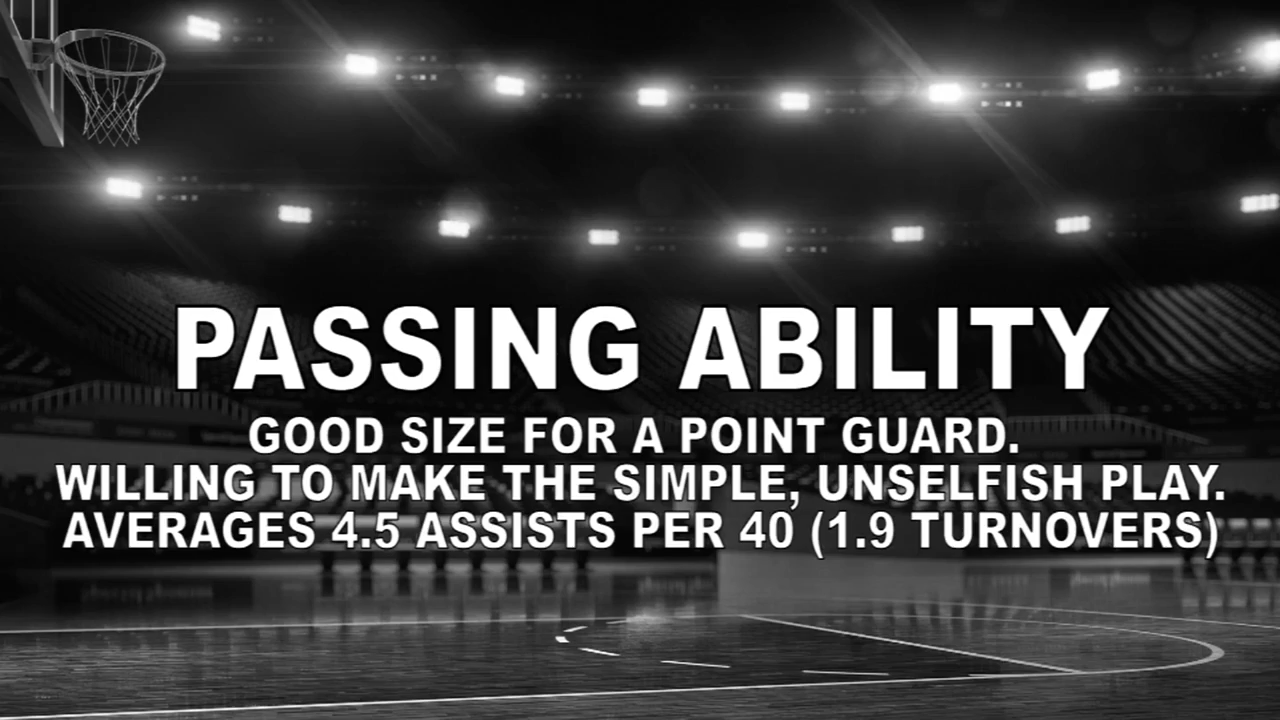 PASSING ABILITY
GOOD SIZE FOR A POINT GUARD.
WILLING TO MAKE THE SIMPLE, UNSELFISH PLAY.
AVERAGES 4.5 ASSISTS PER 40 (1.9 TURNOVERS)